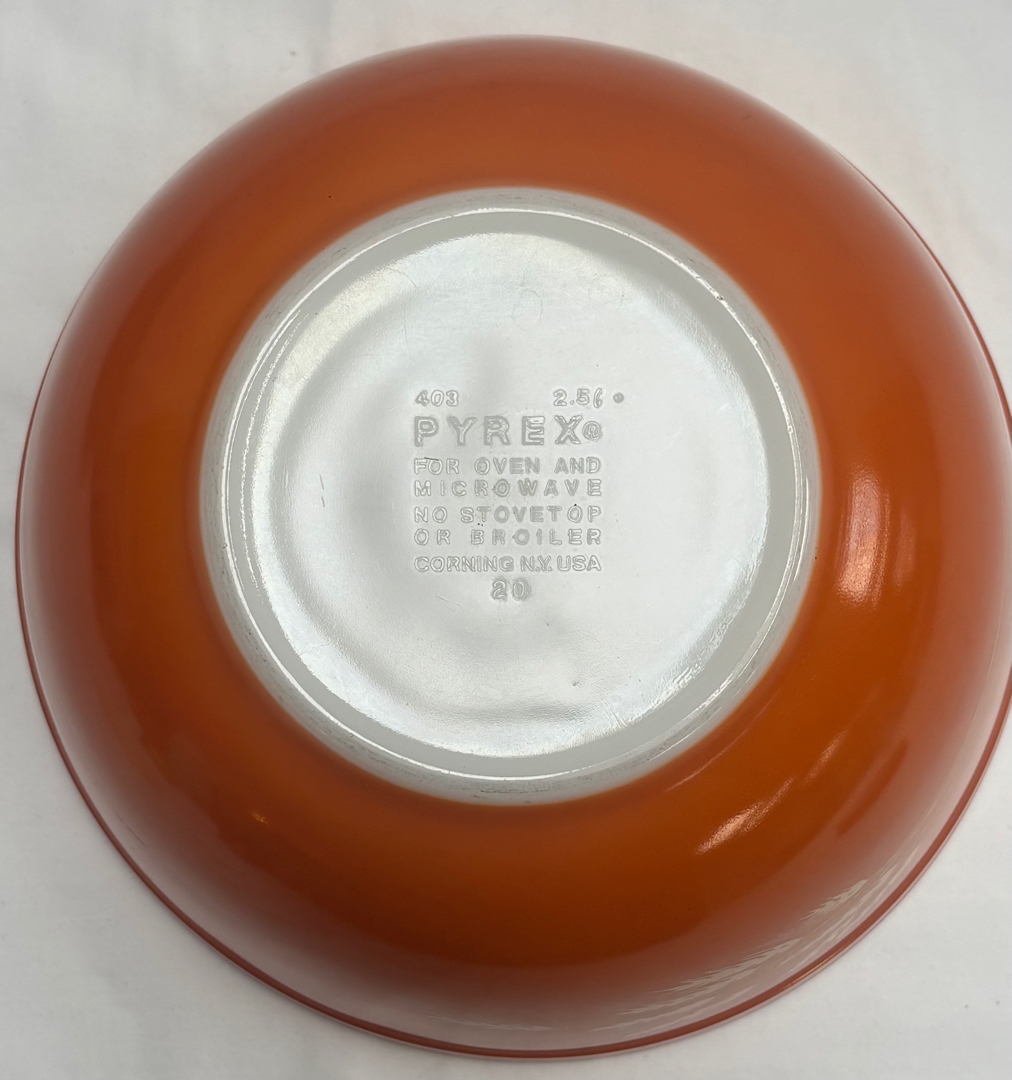 403 2.5ℓ
PYREX®
FOR OVEN AND
MICROWAVE
NO STOVETOP
OR BROILER
CORNING N.Y. USA
20